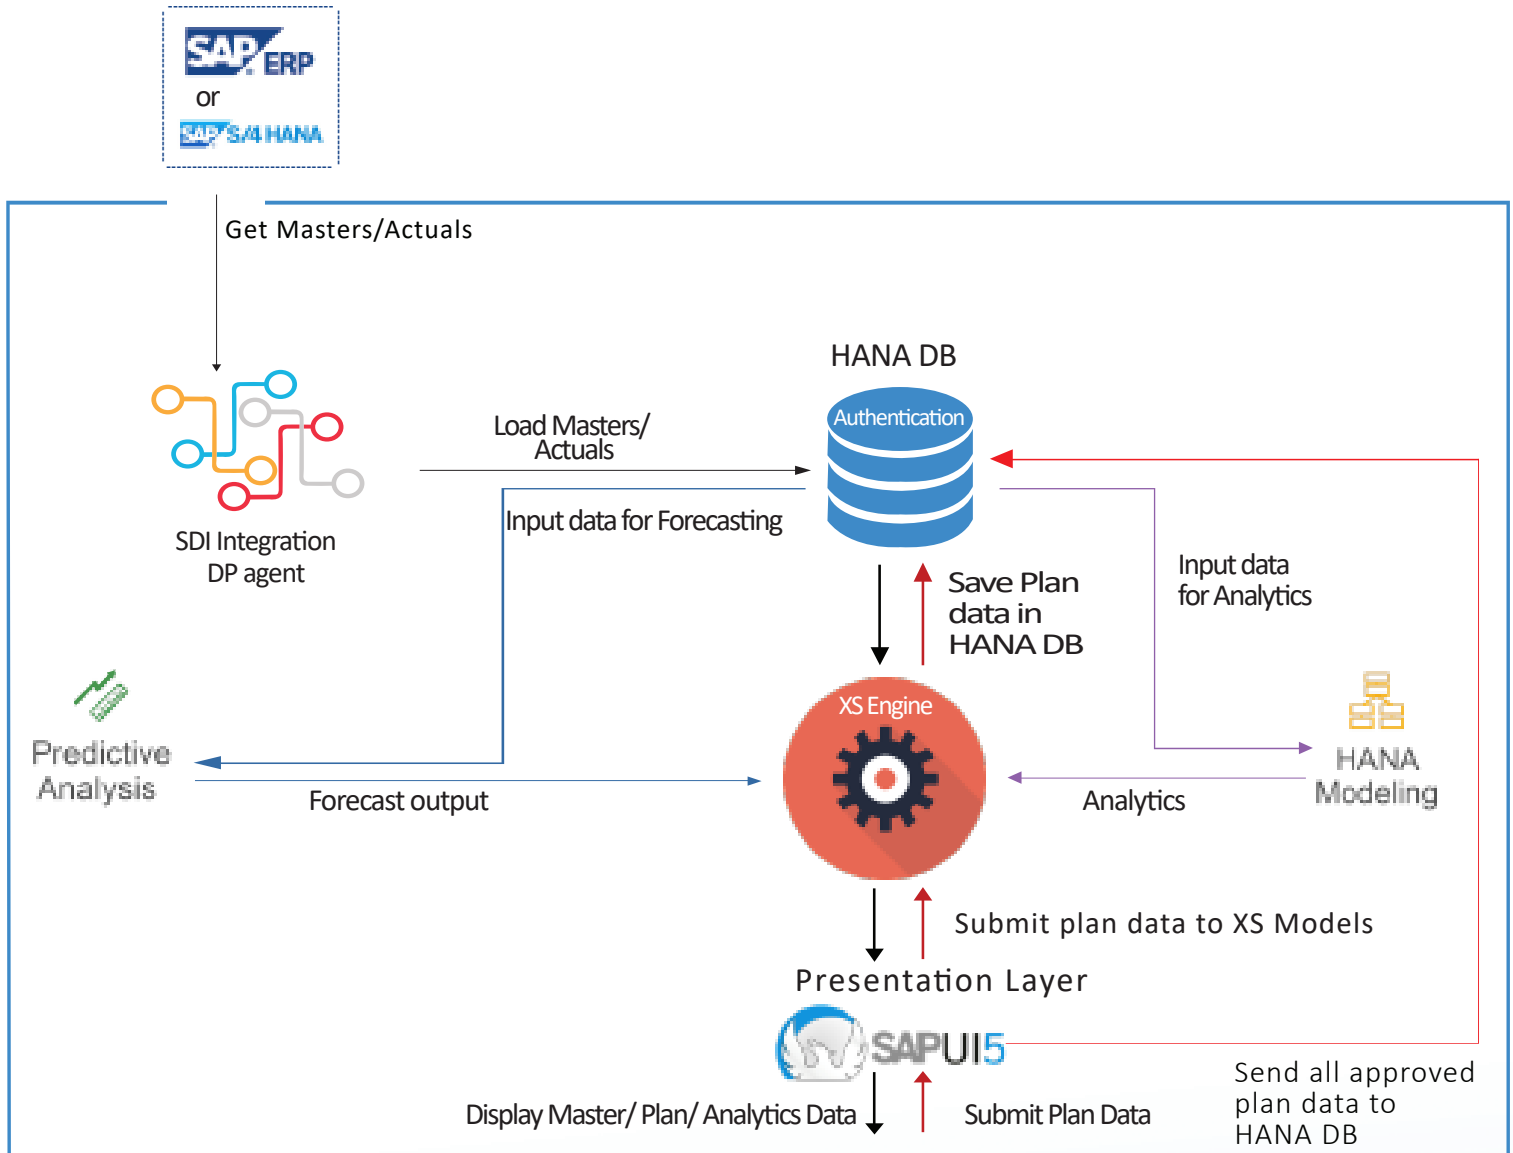 SAP ERP
or
SAP S/4 HANA
Get Masters/Actuals
HANA DB
Authentication
Load Masters/
Actuals
Input data for Forecasting
SDI Integration
DP agent
Input data
for Analytics
Save Plan
data in
HANA DB
XS Engine
Predictive
Analysis
Forecast output
HANA
Modeling
Analytics
Submit plan data to XS Models
Presentation Layer
SAPUI5
Send all approved
plan data to
HANA DB
Display Master/ Plan/ Analytics Data
Submit Plan Data